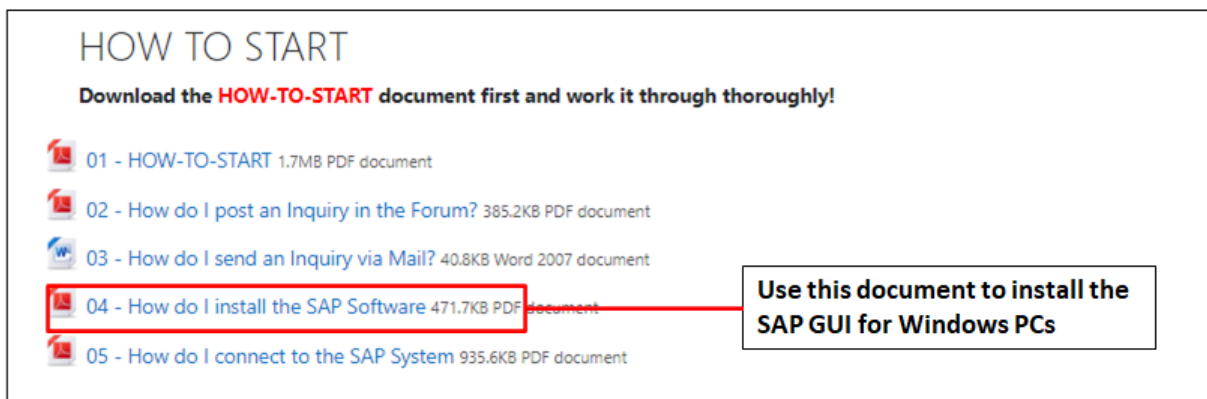 HOW TO START
Download the HOW-TO-START document first and work it through thoroughly!
01 - HOW-TO-START 1.7MB PDF document
02 - How do I post an Inquiry in the Forum? 385.2KB PDF document
03 - How do I send an Inquiry via Mail? 40.8KB Word 2007 document
04 - How do I install the SAP Software 471.7KB PDF document
Use this document to install the
SAP GUI for Windows PCs
05 - How do I connect to the SAP System 935.6KB PDF document